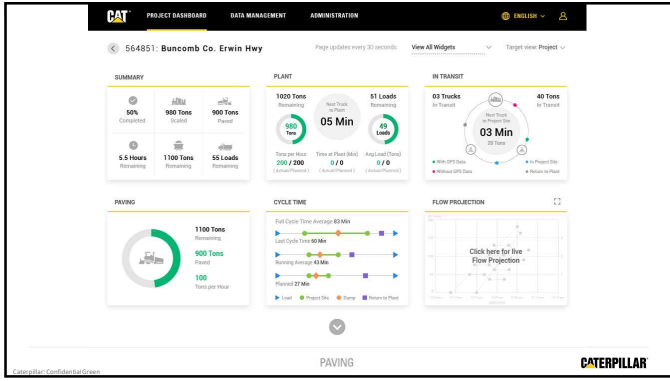 CAT
PROJECT DASHBOARD DATA MANAGEMENT ADMINISTRATION ENGLISH
564851: Buncomb Co. Erwin Hwy Page updates every 30 seconds View All Widgets Target view: Project
SUMMARY
50%
Completed
980 Tons
Scaled
900 Tons
Paved
5.5 Hours
Remaining
1100 Tons
Remaining
55 Loads
Remaining
PLANT
1020 Tons
Remaining
Next Truck
to Plant
05 Min
51 Loads
Remaining
980
Tons
49
Loads
Tons per Hour
200 / 200
(Actual/Planned)
Time at Plant (Min)
0 / 0
(Actual/Planned)
Avg Load (Tons)
0 / 0
(Actual/Planned)
IN TRANSIT
03 Trucks
In Transit
40 Tons
In Transit
Next Truck
to Project Site
03 Min
20 Tons
With GPS Data
Without GPS Data
In Project Site
Return to Plant
PAVING
1100 Tons
Remaining
900 Tons
Paved
100
Tons per Hour
CYCLE TIME
Full Cycle Time Average 83 Min
Last Cycle Time 60 Min
Running Average 43 Min
Planned 27 Min
Load Project Site Dump Return to Plant
FLOW PROJECTION
Click here for live
Flow Projection
PAVING
Caterpillar: Confidential Green
CATERPILLAR